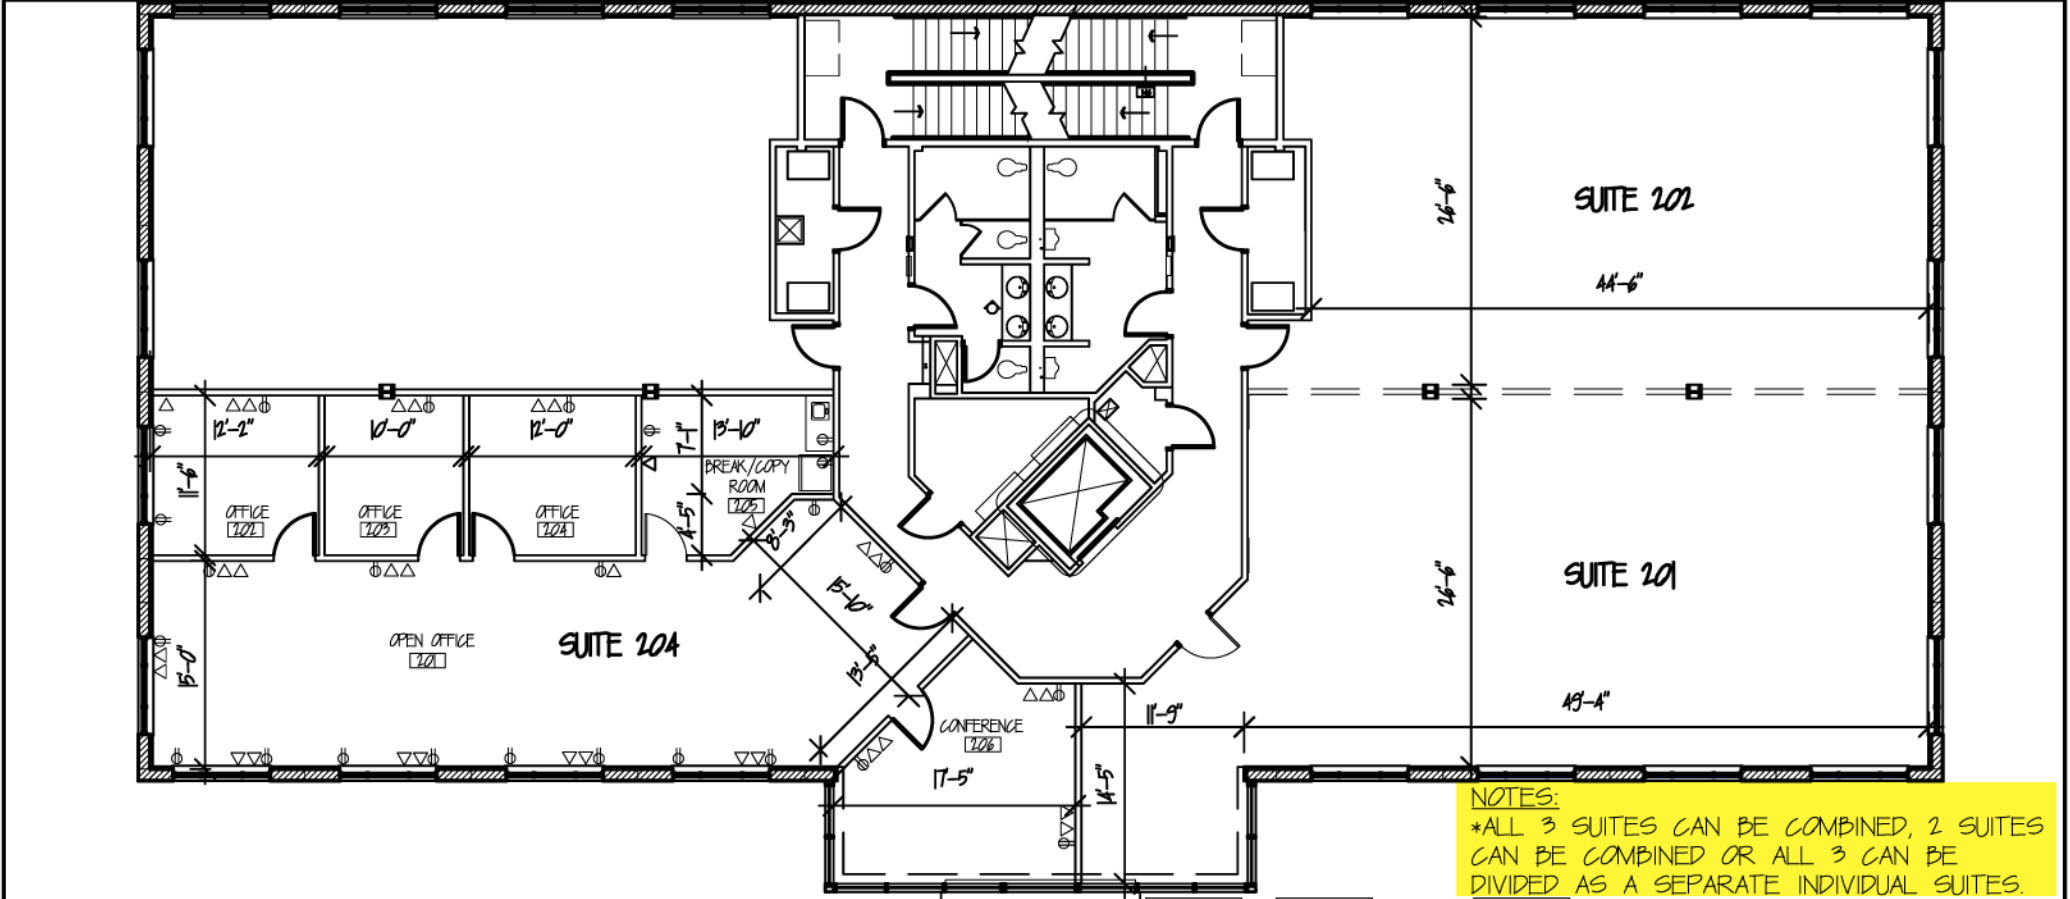 SUITE 202
26'-6"
44'-6"
12'-2"
10'-0"
12'-0"
13'-10"
7'-1"
11'-6"
BREAK/COPY
ROOM
205
OFFICE
202
OFFICE
203
OFFICE
204
4'-5"
8'-3"
15'-10"
SUITE 201
26'-6"
OPEN OFFICE
201
SUITE 204
15'-0"
13'-5"
CONFERENCE
206
11'-9"
49'-4"
17'-5"
14'-5"
NOTES:
*ALL 3 SUITES CAN BE COMBINED, 2 SUITES
CAN BE COMBINED OR ALL 3 CAN BE
DIVIDED AS A SEPARATE INDIVIDUAL SUITES.